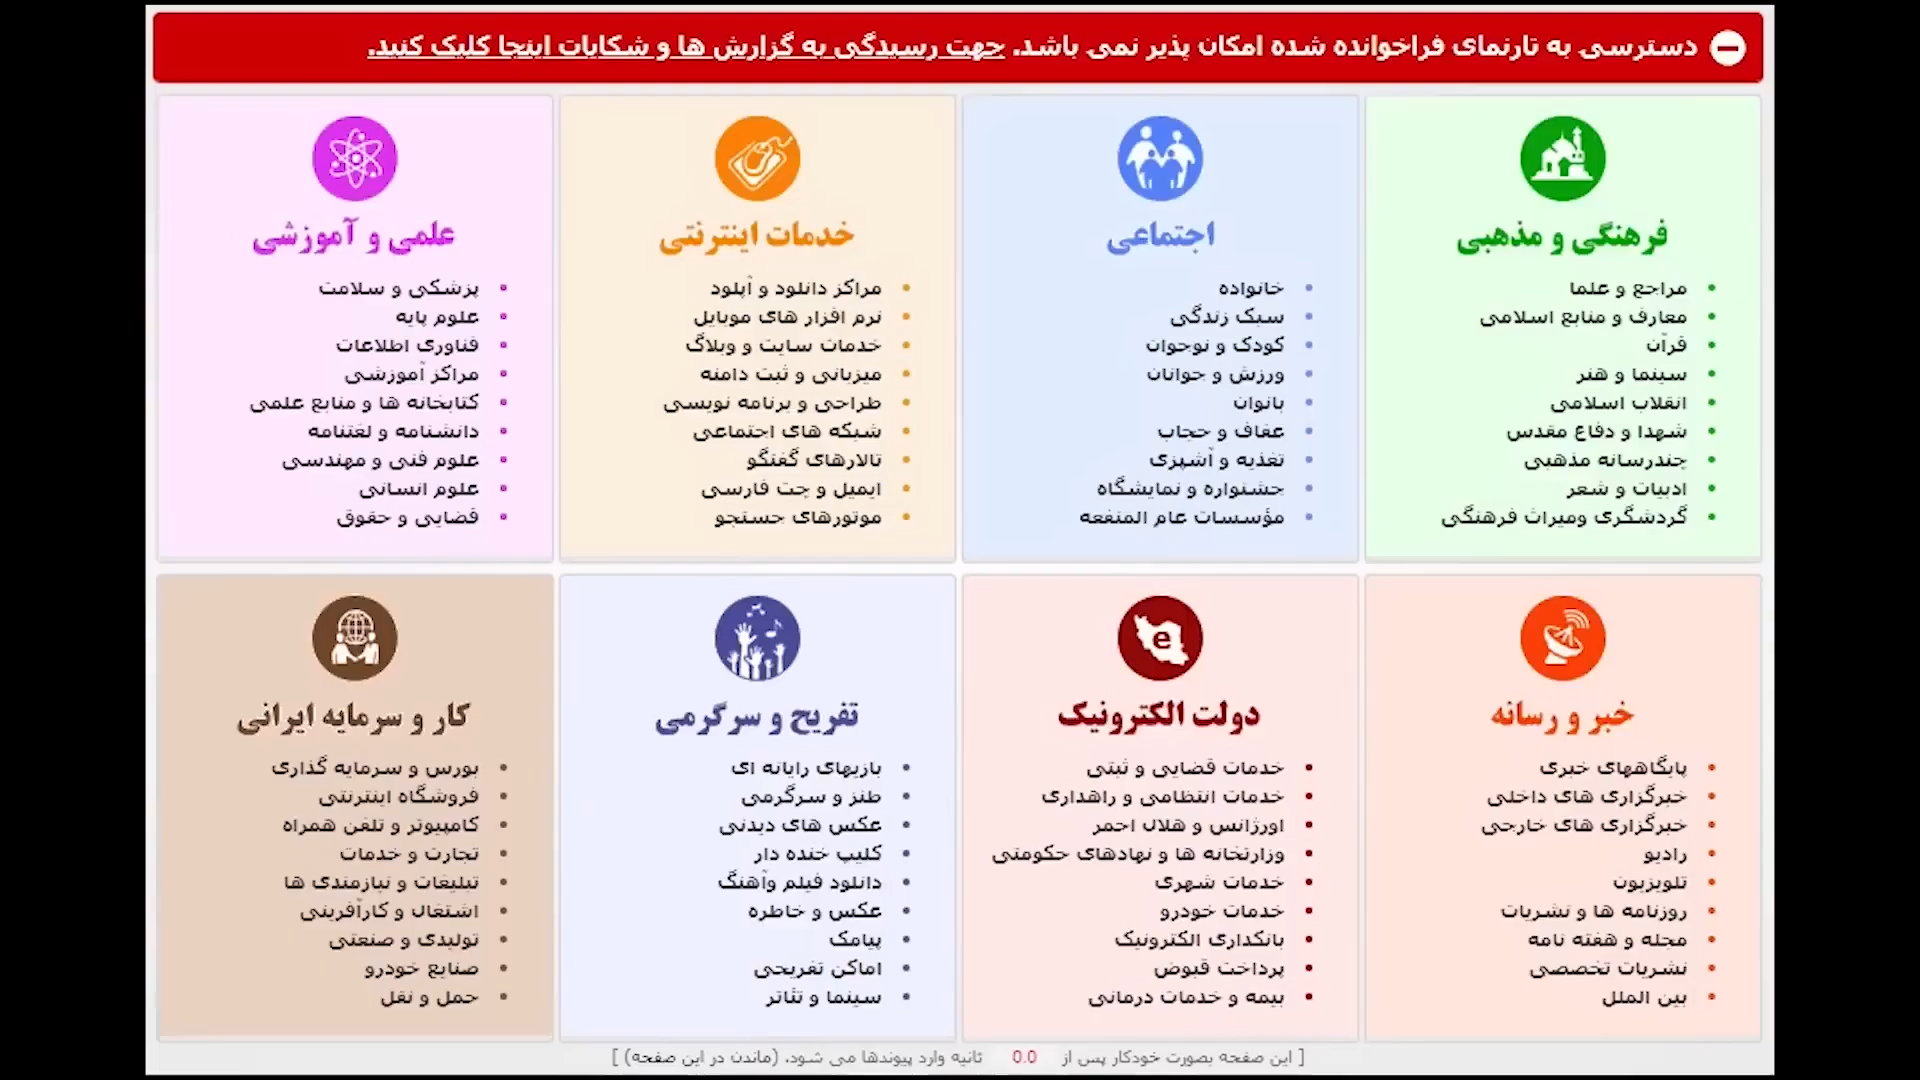 دسترسی به تارنمای فراخوانده شده امکان پذیر نمی باشد. جهت رسیدگی به گزارش ها و شکایات اینجا کلیک کنید.
فرهنگی و مذهبی
مراجع و علما
معارف و منابع اسلامی
قرآن
سینما و هنر
انقلاب اسلامی
شهدا و دفاع مقدس
چندرسانه مذهبی
ادبیات و شعر
گردشگری ومیراث فرهنگی
اجتماعی
خانواده
سبک زندگی
کودک و نوجوان
ورزش و جوانان
بانوان
عفاف و حجاب
تغذیه و آشپزی
جشنواره و نمایشگاه
مؤسسات عام المنفعه
خدمات اینترنتی
مراکز دانلود و آپلود
نرم افزار های موبایل
خدمات سایت و وبلاگ
میزبانی و ثبت دامنه
طراحی و برنامه نویسی
شبکه های اجتماعی
تالارهای گفتگو
ایمیل و چت فارسی
موتورهای جستجو
علمی و آموزشی
پزشکی و سلامت
علوم پایه
فناوری اطلاعات
مراکز آموزشی
کتابخانه ها و منابع علمی
دانشنامه و لغتنامه
علوم فنی و مهندسی
علوم انسانی
قضایی و حقوق
خبر و رسانه
پایگاههای خبری
خبرگزاری های داخلی
خبرگزاری های خارجی
رادیو
تلویزیون
روزنامه ها و نشریات
مجله و هفته نامه
نشریات تخصصی
بین الملل
دولت الکترونیک
خدمات قضایی و ثبتی
خدمات انتظامی و راهداری
اورژانس و هلال احمر
وزارتخانه ها و نهادهای حکومتی
خدمات شهری
خدمات خودرو
بانکداری الکترونیک
پرداخت قبوض
بیمه و خدمات درمانی
تفریح و سرگرمی
بازیهای رایانه ای
طنز و سرگرمی
عکس های دیدنی
کلیپ خنده دار
دانلود فیلم وآهنگ
عکس و خاطره
پیامک
اماکن تفریحی
سینما و تئاتر
کار و سرمایه ایرانی
بورس و سرمایه گذاری
فروشگاه اینترنتی
کامپیوتر و تلفن همراه
تجارت و خدمات
تبلیغات و نیازمندی ها
اشتغال و کارآفرینی
تولیدی و صنعتی
صنایع خودرو
حمل و نقل
[ این صفحه بصورت خودکار پس از 0.0 ثانیه وارد پیوندها می شود. (ماندن در این صفحه) ]